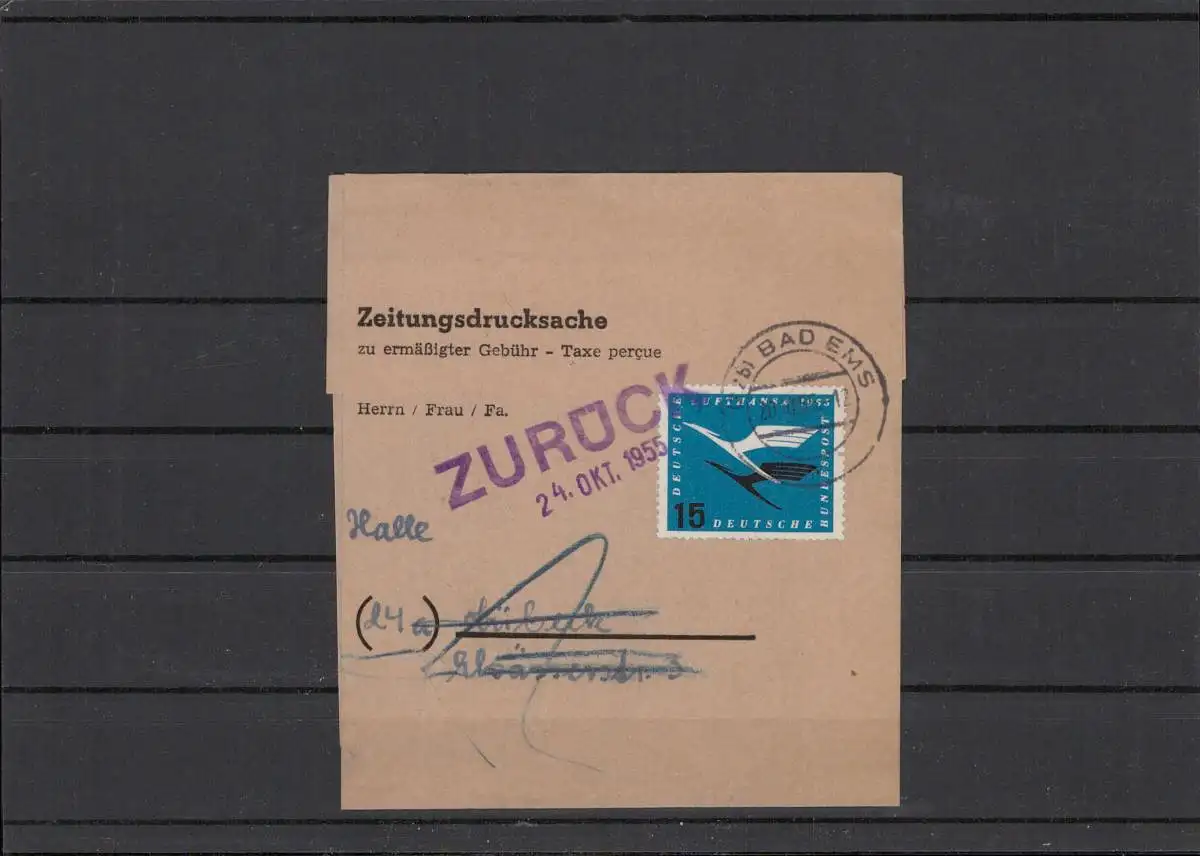 Zeitungsdrucksache
zu ermäßigter Gebühr - Taxe perçue
BAD EMS
Herrn / Frau / Fa.
ZURÜCK
24. OKT. 1955
DEUTSCHE LUFTHANSA 1955
15 DEUTSCHE BUNDESPOST
Halle
(24a) Lübeck